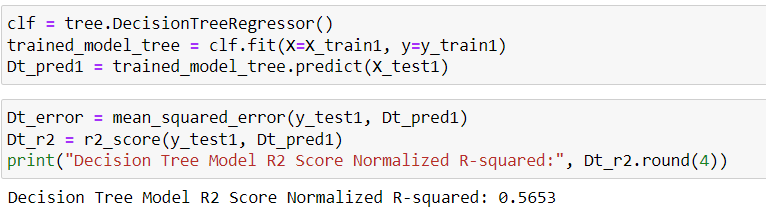 clf = tree.DecisionTreeRegressor()
trained_model_tree = clf.fit(X=X_train1, y=y_train1)
Dt_pred1 = trained_model_tree.predict(X_test1)
Dt_error = mean_squared_error(y_test1, Dt_pred1)
Dt_r2 = r2_score(y_test1, Dt_pred1)
print("Decision Tree Model R2 Score Normalized R-squared:", Dt_r2.round(4))
Decision Tree Model R2 Score Normalized R-squared: 0.5653